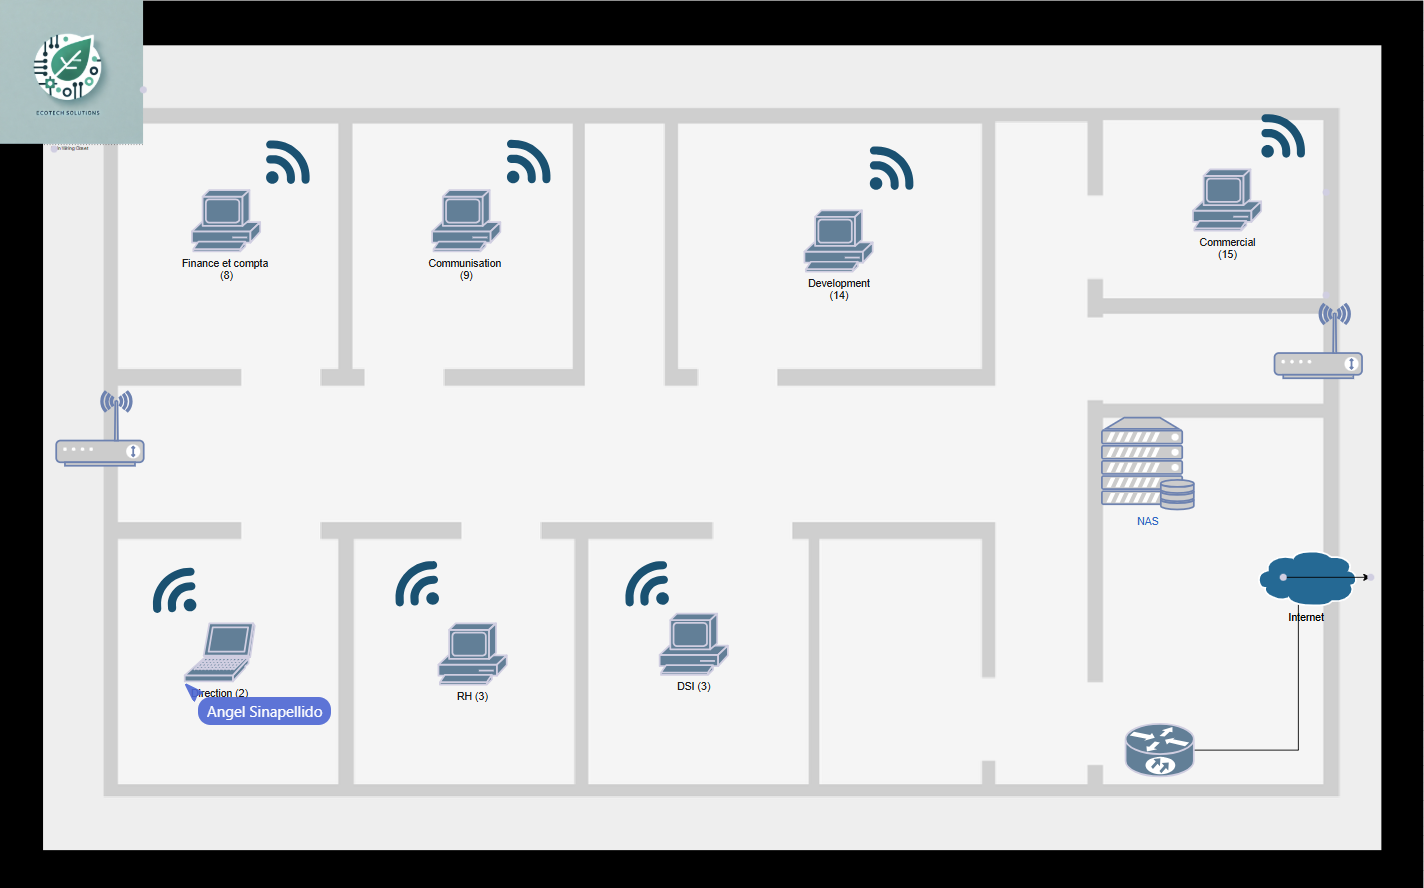 ECOTECH SOLUTIONS
Finance et compta
(8)
Communisation
(9)
Development
(14)
Commercial
(15)
NAS
Internet
Direction (2)
Angel Sinapellido
RH (3)
DSI (3)